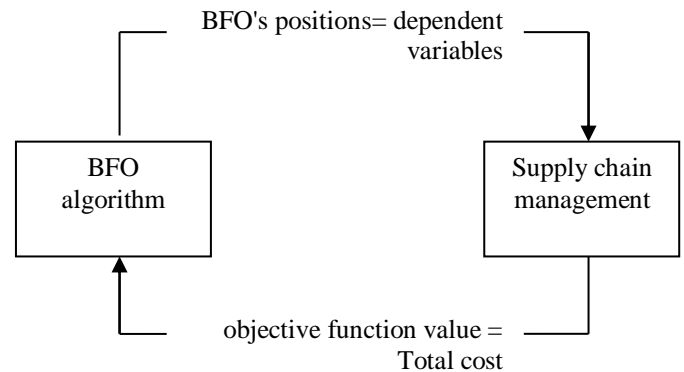 BFO's positions= dependent
variables
BFO
algorithm
Supply chain
management
objective function value =
Total cost